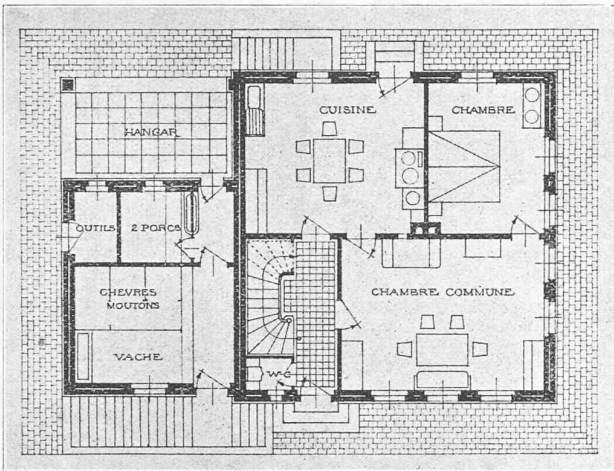 CUISINE
CHAMBRE
HANGAR
OUTILS
2 PORCS
CHEVRES
MOUTONS
CHAMBRE COMMUNE
VACHE
W-C